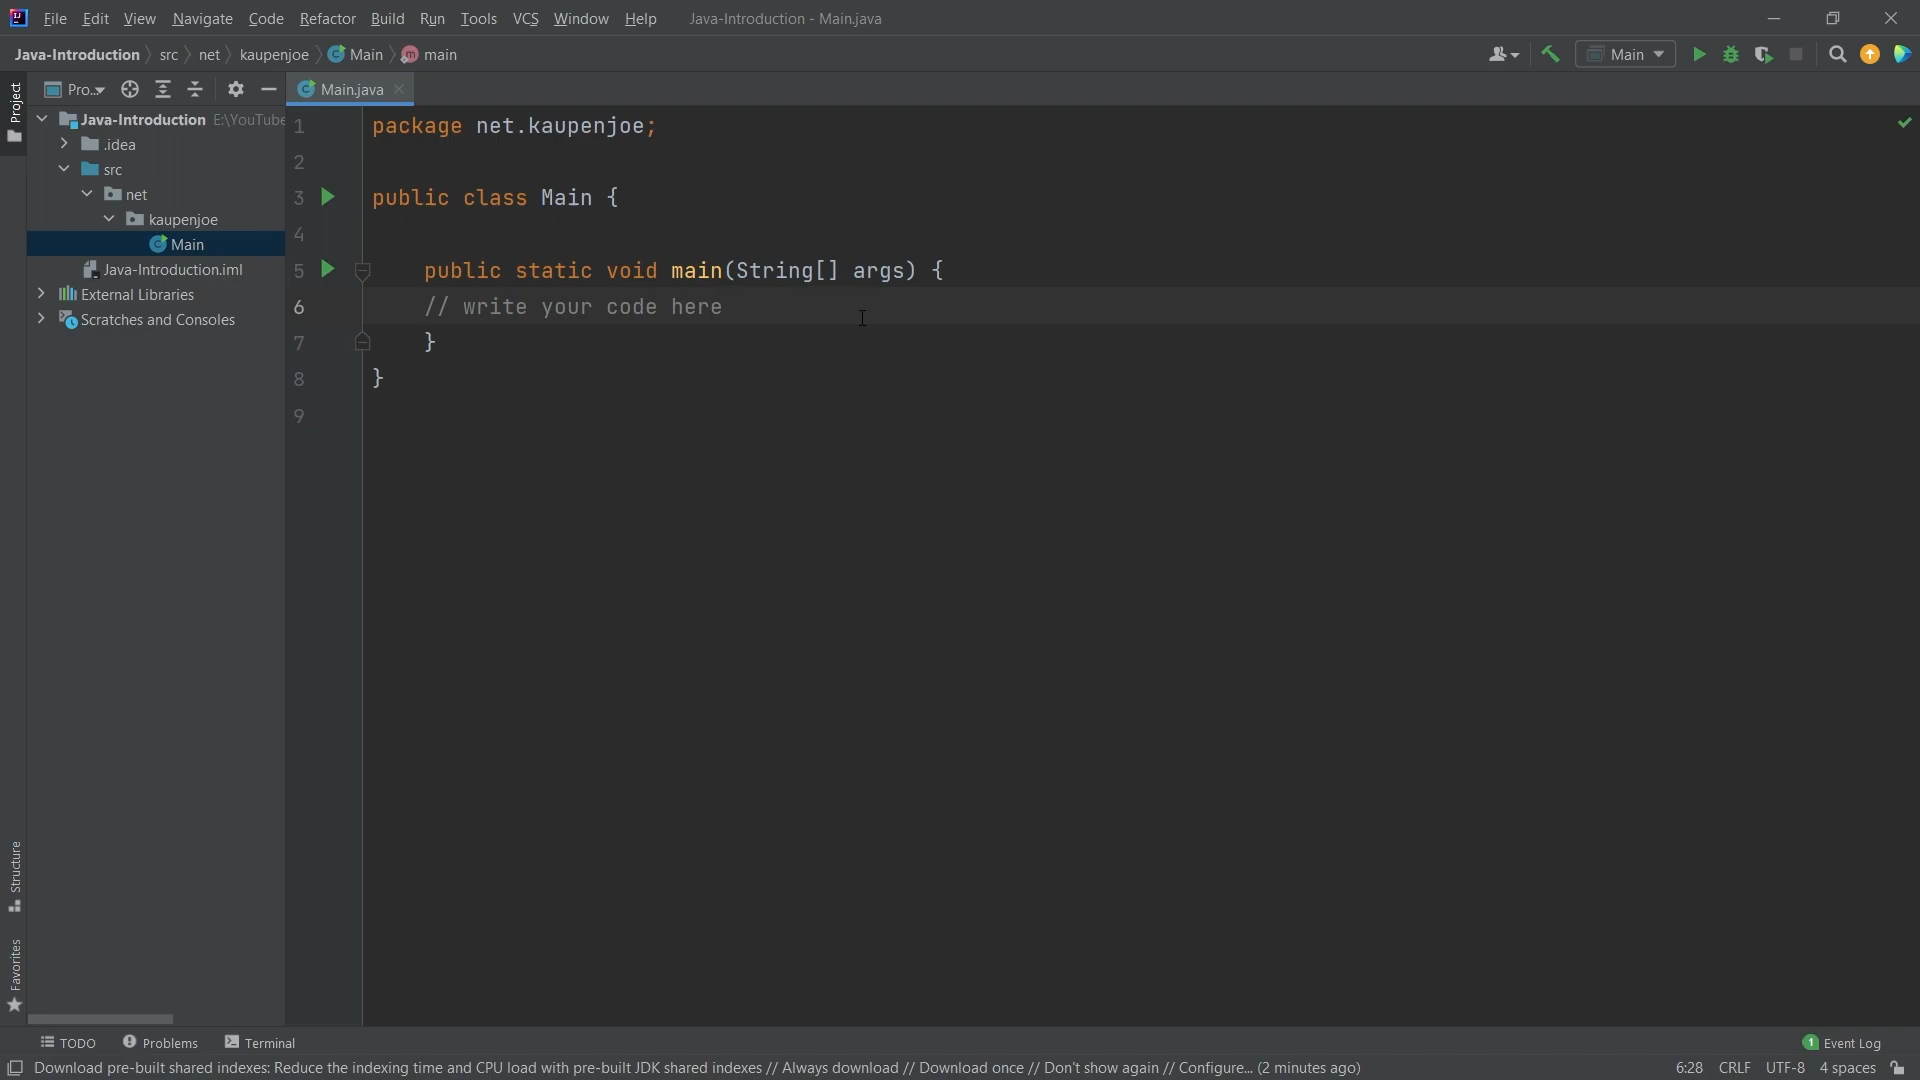 File Edit View Navigate Code Refactor Build Run Tools VCS Window Help Java-Introduction - Main.java
Java-Introduction src net kaupenjoe Main main Main
Project
Pro...
Main.java
Java-Introduction E:\YouTube
.idea
src
net
kaupenjoe
Main
Java-Introduction.iml
External Libraries
Scratches and Consoles
1 package net.kaupenjoe;
2
3 public class Main {
4
5 public static void main(String[] args) {
6 // write your code here
7 }
8 }
9
Structure
Favorites
TODO Problems Terminal 1 Event Log
Download pre-built shared indexes: Reduce the indexing time and CPU load with pre-built JDK shared indexes // Always download // Download once // Don't show again // Configure... (2 minutes ago) 6:28 CRLF UTF-8 4 spaces